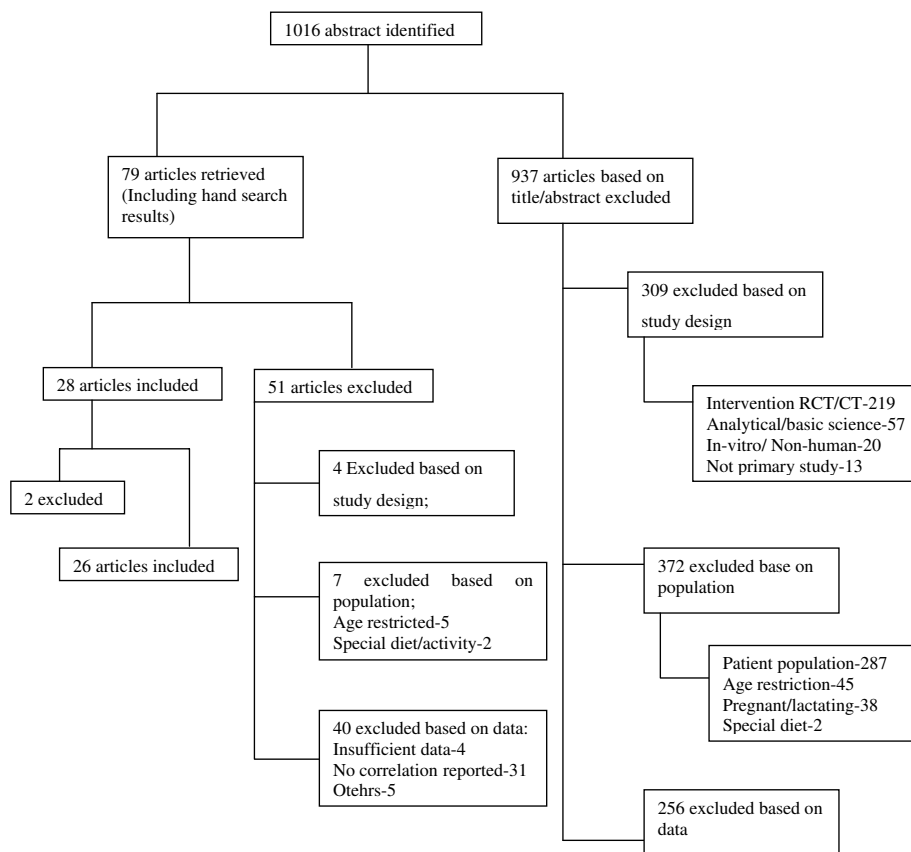 1016 abstract identified
79 articles retrieved
(Including hand search
results)
937 articles based on
title/abstract excluded
309 excluded based on
study design
28 articles included
51 articles excluded
Intervention RCT/CT-219
Analytical/basic science-57
In-vitro/ Non-human-20
Not primary study-13
4 Excluded based on
study design;
2 excluded
26 articles included
372 excluded base on
population
7 excluded based on
population;
Age restricted-5
Special diet/activity-2
Patient population-287
Age restriction-45
Pregnant/lactating-38
Special diet-2
40 excluded based on data:
Insufficient data-4
No correlation reported-31
Otehrs-5
256 excluded based on
data